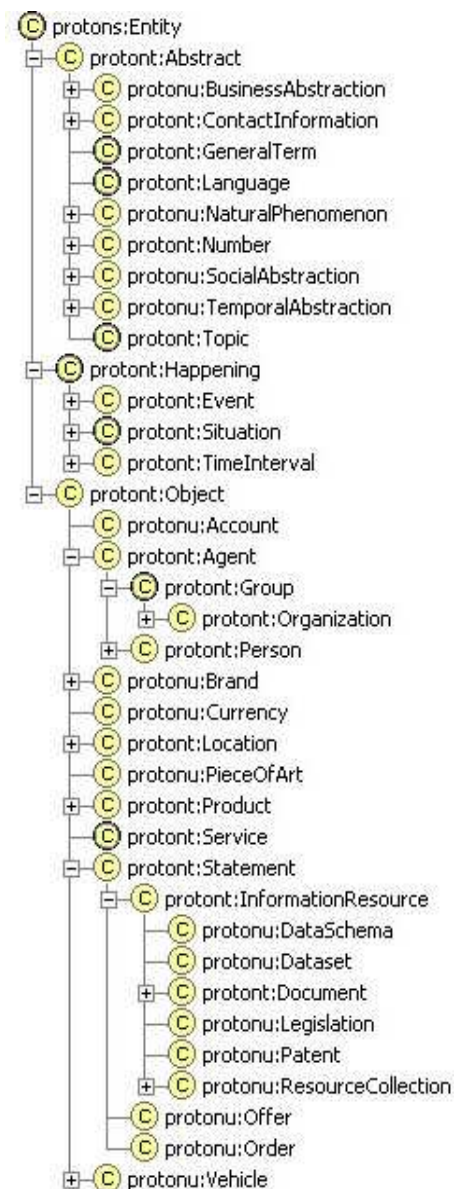 C protons:Entity
C protont:Abstract
C protonu:BusinessAbstraction
C protont:ContactInformation
C protont:GeneralTerm
C protont:Language
C protonu:NaturalPhenomenon
C protont:Number
C protonu:SocialAbstraction
C protonu:TemporalAbstraction
C protont:Topic
C protont:Happening
C protont:Event
C protont:Situation
C protont:TimeInterval
C protont:Object
C protonu:Account
C protont:Agent
C protont:Group
C protont:Organization
C protont:Person
C protonu:Brand
C protonu:Currency
C protont:Location
C protonu:PieceOfArt
C protont:Product
C protont:Service
C protont:Statement
C protont:InformationResource
C protonu:DataSchema
C protonu:Dataset
C protont:Document
C protonu:Legislation
C protonu:Patent
C protonu:ResourceCollection
C protonu:Offer
C protonu:Order
C protonu:Vehicle